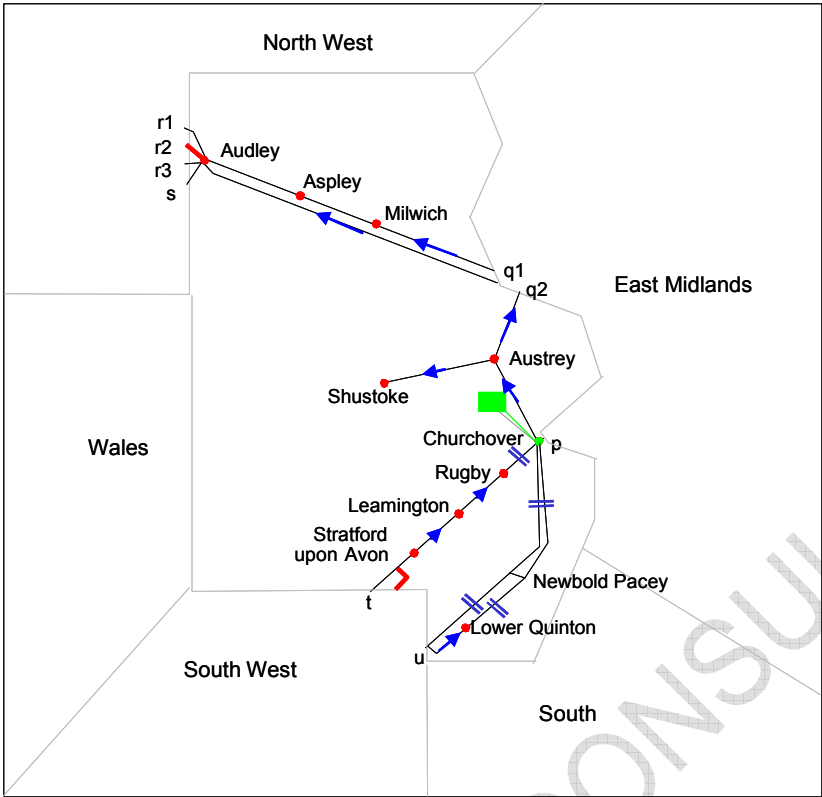 North West
r1
r2
r3
s
Audley
Aspley
Milwich
q1
q2
East Midlands
Austrey
Shustoke
Wales
Churchover
p
Rugby
Leamington
Stratford
upon Avon
t
Newbold Pacey
Lower Quinton
u
South West
South
ONSU